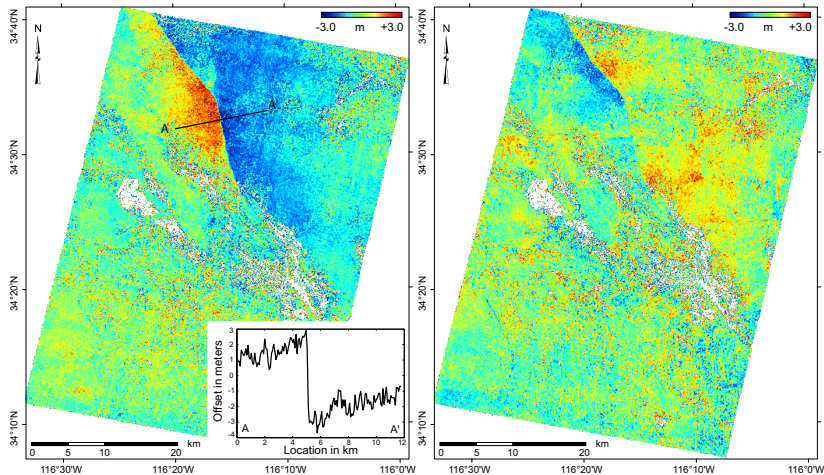 -3.0 m +3.0
-3.0 m +3.0
N
N
34°40'N
34°40'N
A
A'
34°30'N
34°30'N
34°20'N
34°20'N
34°10'N
34°10'N
Offset in meters
3
2
1
0
-1
-2
-3
-4
A
A'
0 2 4 6 8 10 12
Location in km
km
0 5 10 20
km
0 5 10 20
116°30'W 116°20'W 116°10'W 116°0'W
116°30'W 116°20'W 116°10'W 116°0'W